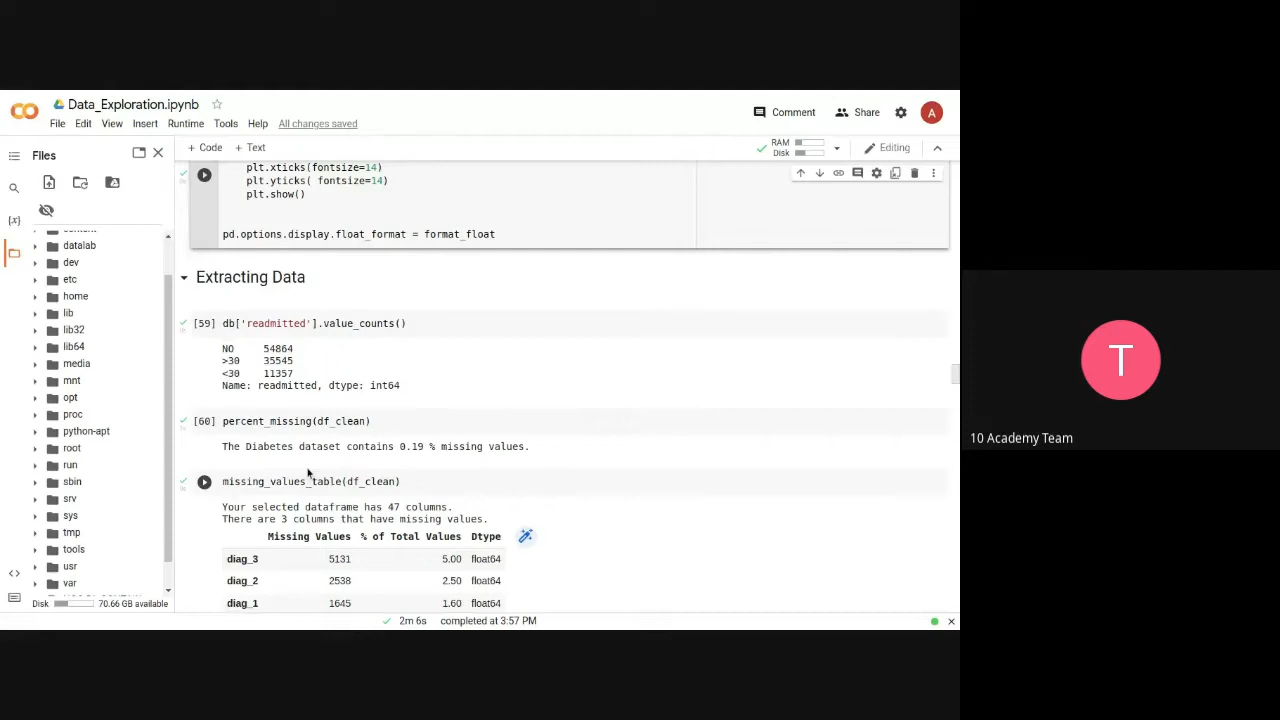 Data_Exploration.ipynb
File Edit View Insert Runtime Tools Help All changes saved
Comment Share A
+ Code + Text
RAM
Disk
Editing
Files
datalab
dev
etc
home
lib
lib32
lib64
media
mnt
opt
proc
python-apt
root
run
sbin
srv
sys
tmp
tools
usr
var
Disk 70.66 GB available
plt.xticks(fontsize=14)
plt.yticks( fontsize=14)
plt.show()
pd.options.display.float_format = format_float
Extracting Data
[59] db['readmitted'].value_counts()
NO 54864
>30 35545
<30 11357
Name: readmitted, dtype: int64
[60] percent_missing(df_clean)
The Diabetes dataset contains 0.19 % missing values.
missing_values_table(df_clean)
Your selected dataframe has 47 columns.
There are 3 columns that have missing values.
Missing Values % of Total Values Dtype
diag_3 5131 5.00 float64
diag_2 2538 2.50 float64
diag_1 1645 1.60 float64
2m 6s completed at 3:57 PM
T
10 Academy Team